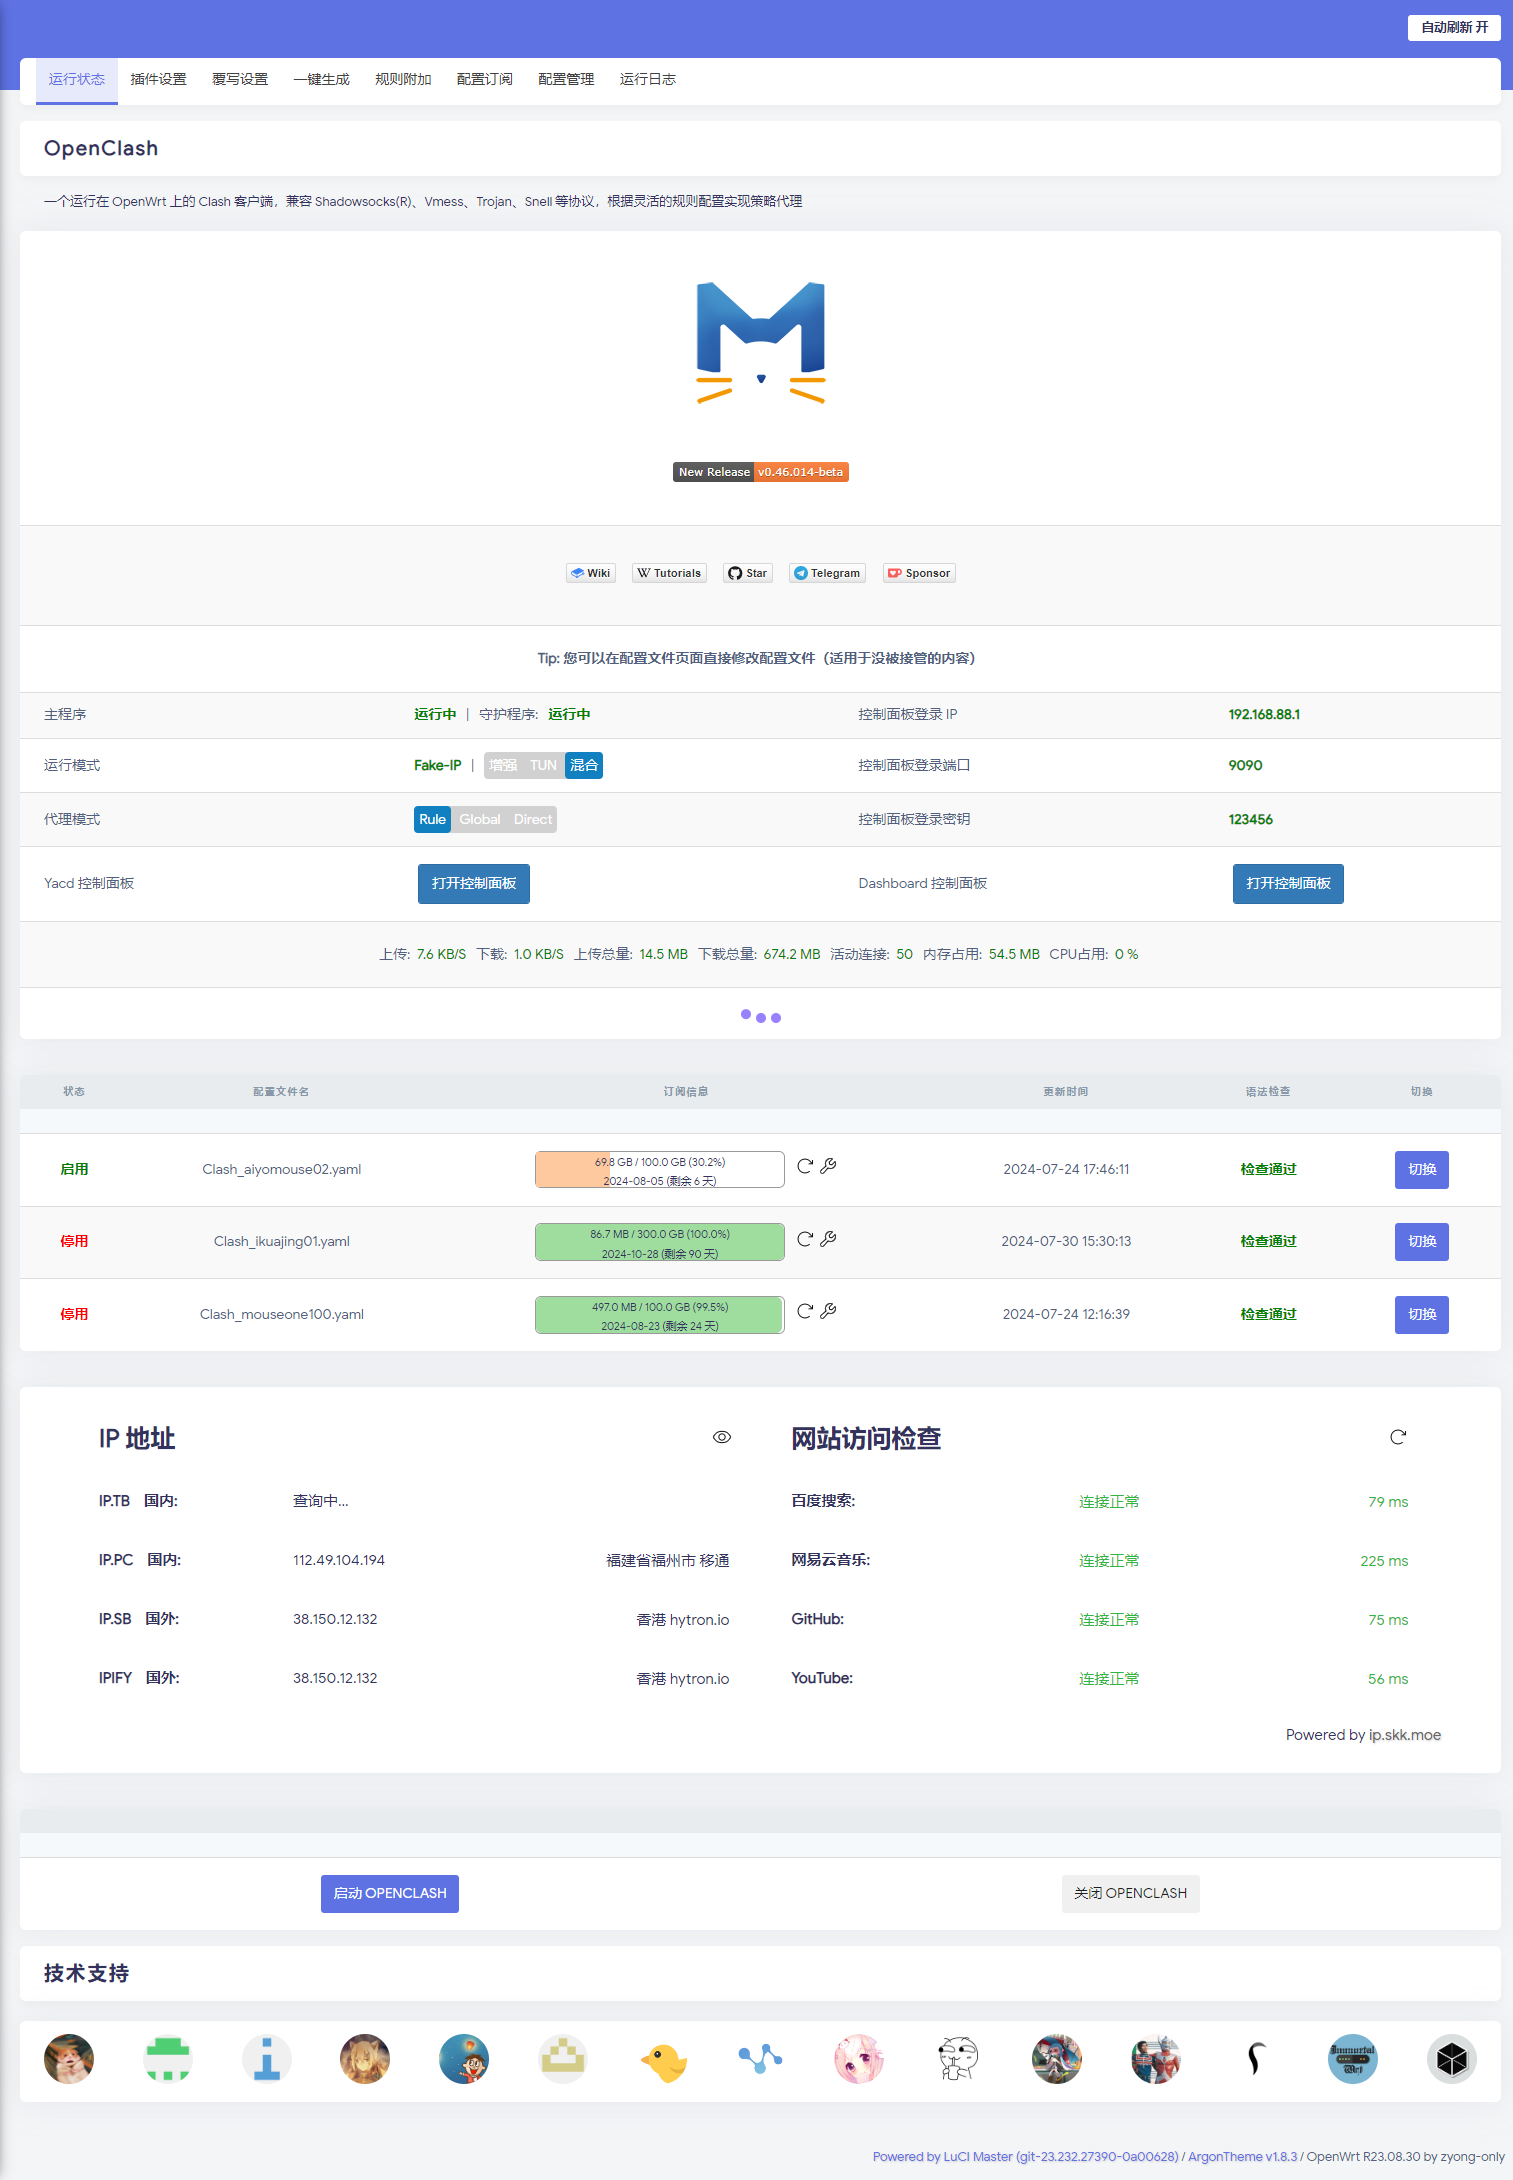 自动刷新 开
运行状态 插件设置 覆写设置 一键生成 规则附加 配置订阅 配置管理 运行日志
OpenClash
一个运行在 OpenWrt 上的 Clash 客户端，兼容 Shadowsocks(R)、Vmess、Trojan、Snell 等协议，根据灵活的规则配置实现策略代理
New Release v0.46.014-beta
Wiki Tutorials Star Telegram Sponsor
Tip: 您可以在配置文件页面直接修改配置文件（适用于没被接管的内容）
主程序 运行中 | 守护程序: 运行中 控制面板登录 IP 192.168.88.1
运行模式 Fake-IP | 增强 TUN 混合 控制面板登录端口 9090
代理模式 Rule Global Direct 控制面板登录密钥 123456
Yacd 控制面板 打开控制面板 Dashboard 控制面板 打开控制面板
上传: 7.6 KB/S 下载: 1.0 KB/S 上传总量: 14.5 MB 下载总量: 674.2 MB 活动连接: 50 内存占用: 54.5 MB CPU占用: 0 %
状态 配置文件名 订阅信息 更新时间 语法检查 切换
启用 Clash_aiyomouse02.yaml 69.8 GB / 100.0 GB (30.2%) 2024-07-24 17:46:11 检查通过 切换
2024-08-05 (剩余 6 天)
停用 Clash_ikuajing01.yaml 86.7 MB / 300.0 GB (100.0%) 2024-07-30 15:30:13 检查通过 切换
2024-10-28 (剩余 90 天)
停用 Clash_mouseone100.yaml 497.0 MB / 100.0 GB (99.5%) 2024-07-24 12:16:39 检查通过 切换
2024-08-23 (剩余 24 天)
IP 地址
IP.TB 国内: 查询中...
IP.PC 国内: 112.49.104.194 福建省福州市 移通
IP.SB 国外: 38.150.12.132 香港 hytron.io
IPIFY 国外: 38.150.12.132 香港 hytron.io
网站访问检查
百度搜索: 连接正常 79 ms
网易云音乐: 连接正常 225 ms
GitHub: 连接正常 75 ms
YouTube: 连接正常 56 ms
Powered by ip.skk.moe
启动 OPENCLASH 关闭 OPENCLASH
技术支持
Immortal
Wrt
Powered by LuCI Master (git-23.232.27390-0a00628) / ArgonTheme v1.8.3 / OpenWrt R23.08.30 by zyong-only